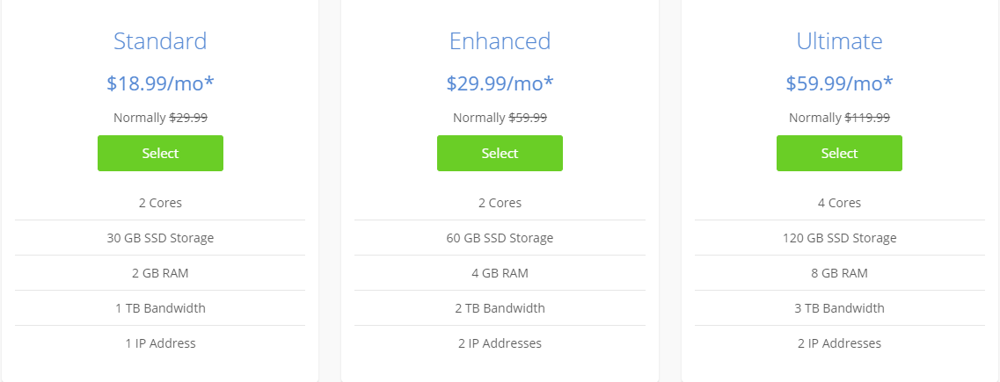 Standard
$18.99/mo*
Normally $29.99
Select
2 Cores
30 GB SSD Storage
2 GB RAM
1 TB Bandwidth
1 IP Address
Enhanced
$29.99/mo*
Normally $59.99
Select
2 Cores
60 GB SSD Storage
4 GB RAM
2 TB Bandwidth
2 IP Addresses
Ultimate
$59.99/mo*
Normally $119.99
Select
4 Cores
120 GB SSD Storage
8 GB RAM
3 TB Bandwidth
2 IP Addresses